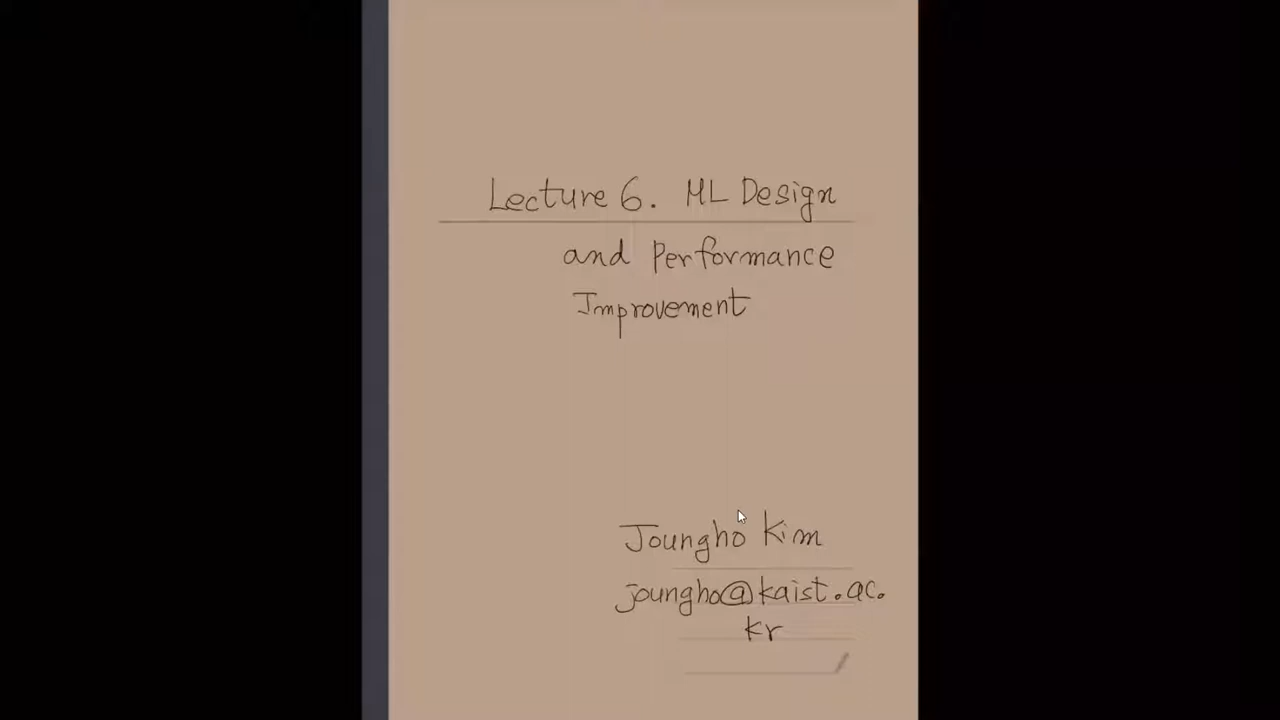 Lecture 6. ML Design
and Performance
Improvement
Joungho Kim
joungho@kaist.ac.
kr